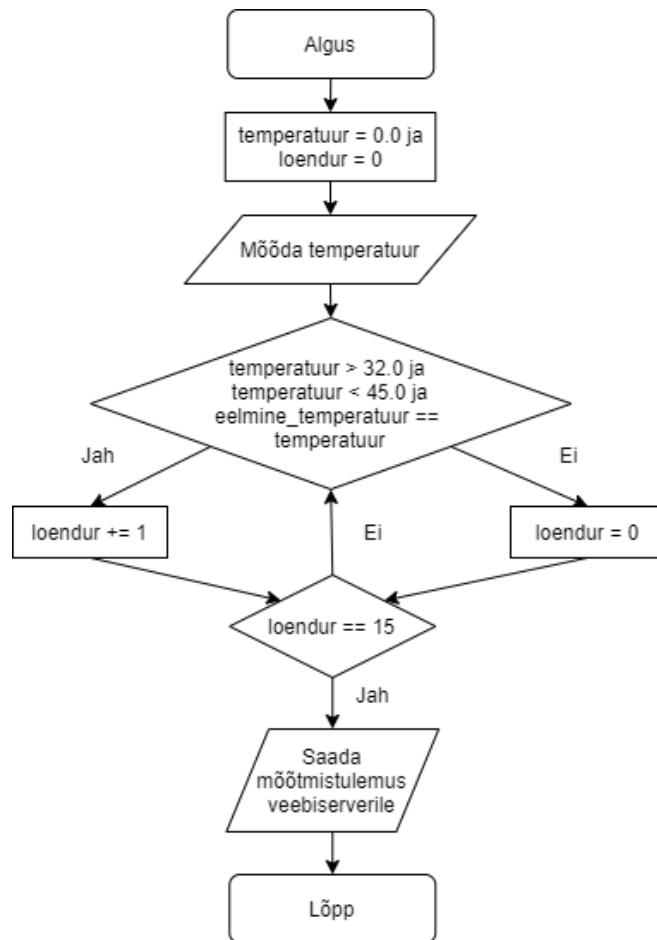 Algus
temperatuur = 0.0 ja
loendur = 0
Mõõda temperatuur
temperatuur > 32.0 ja
temperatuur < 45.0 ja
eelmine_temperatuur ==
temperatuur
Jah
Ei
loendur += 1
Ei
loendur = 0
loendur == 15
Jah
Saada
mõõtmistulemus
veebiserverile
Lõpp